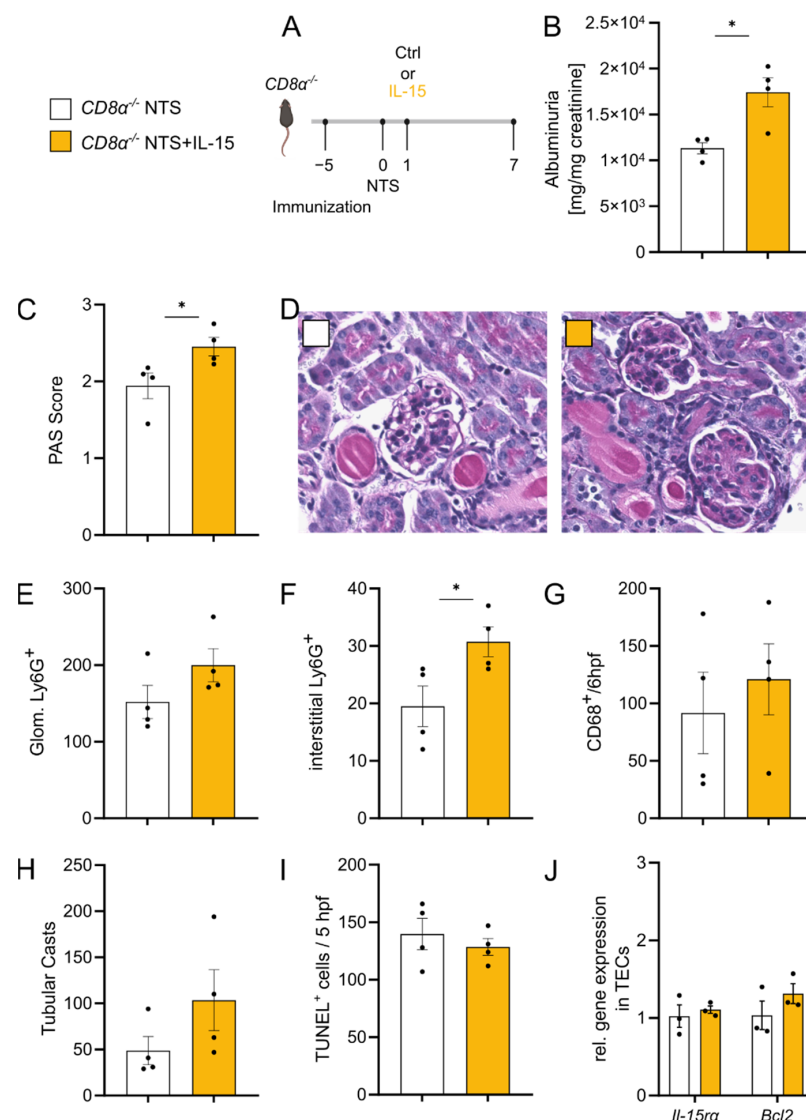 A
CD8α-/-
Ctrl
or
IL-15
−5
0
1
7
NTS
Immunization
CD8α-/- NTS
CD8α-/- NTS+IL-15
B
Albuminuria
[mg/mg creatinine]
2.5×10⁴
2×10⁴
1.5×10⁴
1×10⁴
5×10³
0
*
C
PAS Score
3
2
1
0
*
D
E
Glom. Ly6G+
300
200
100
0
F
interstitial Ly6G+
40
30
20
10
0
*
G
CD68+/6hpf
200
150
100
50
0
H
Tubular Casts
250
200
150
100
50
0
I
TUNEL+ cells / 5 hpf
200
150
100
50
0
J
rel. gene expression
in TECs
3
2
1
0
Il-15rα
Bcl2